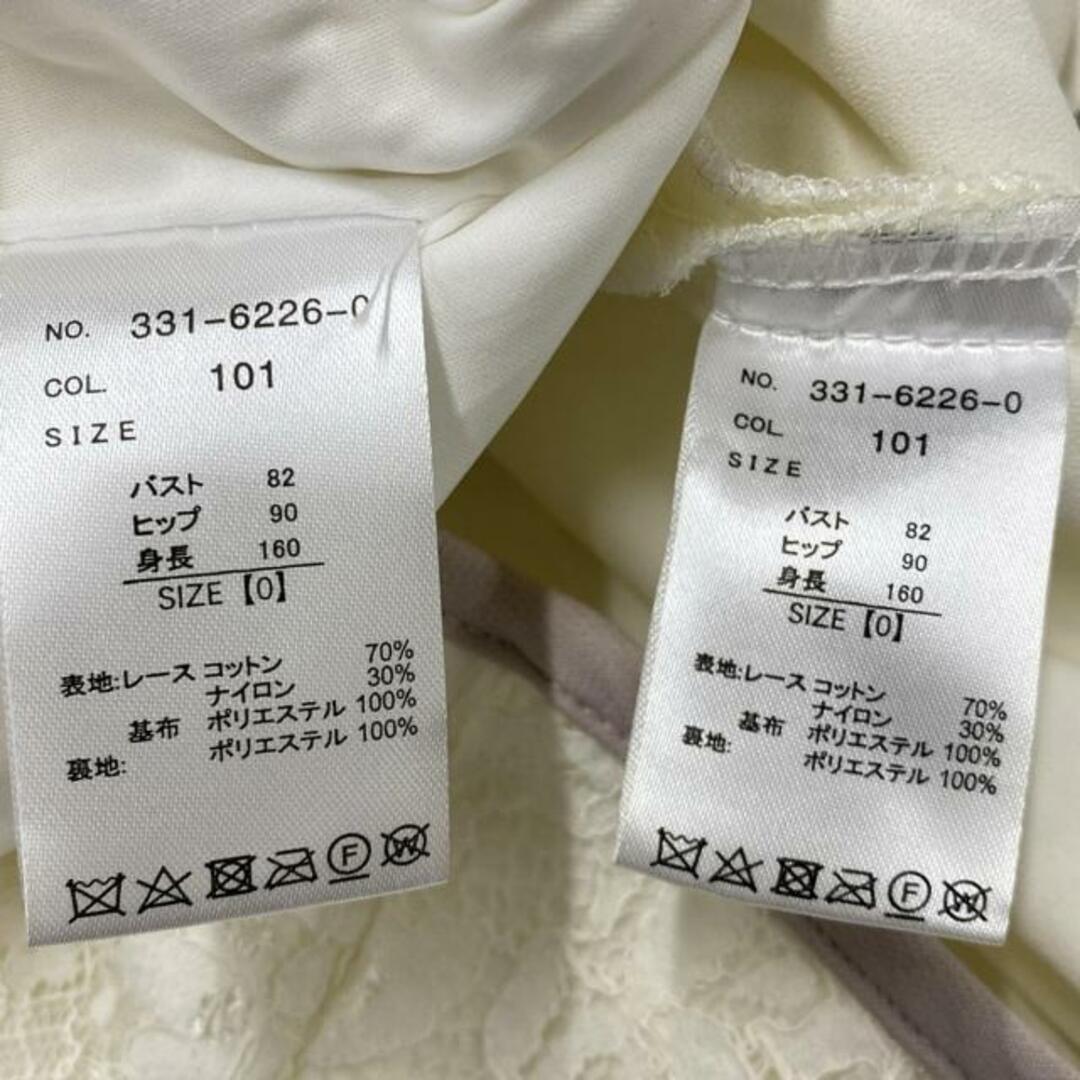 NO. 331-6226-0
COL. 101
SIZE
バスト 82
ヒップ 90
身長 160
SIZE【0】
表地:レース コットン 70%
ナイロン 30%
基布 ポリエステル 100%
裏地: ポリエステル 100%
F
W
NO. 331-6226-0
COL. 101
SIZE
バスト 82
ヒップ 90
身長 160
SIZE【0】
表地:レース コットン 70%
ナイロン 30%
基布 ポリエステル 100%
裏地: ポリエステル 100%
F
W